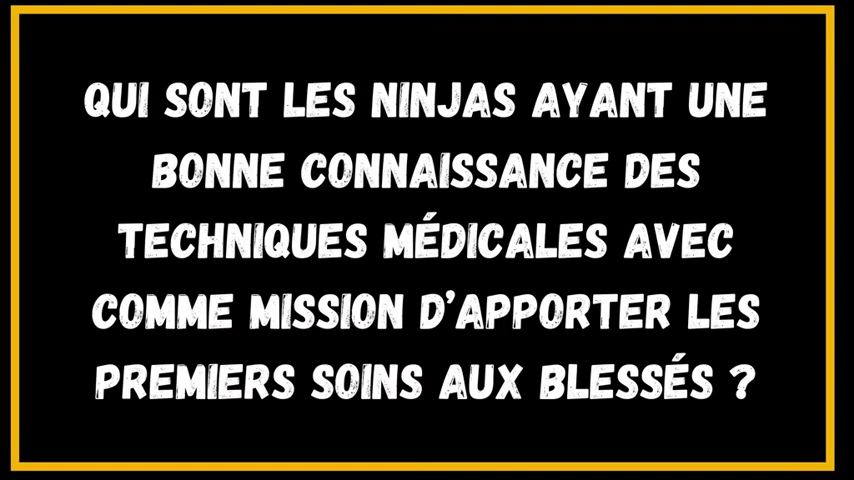 QUI SONT LES NINJAS AYANT UNE
BONNE CONNAISSANCE DES
TECHNIQUES MÉDICALES AVEC
COMME MISSION D'APPORTER LES
PREMIERS SOINS AUX BLESSÉS ?